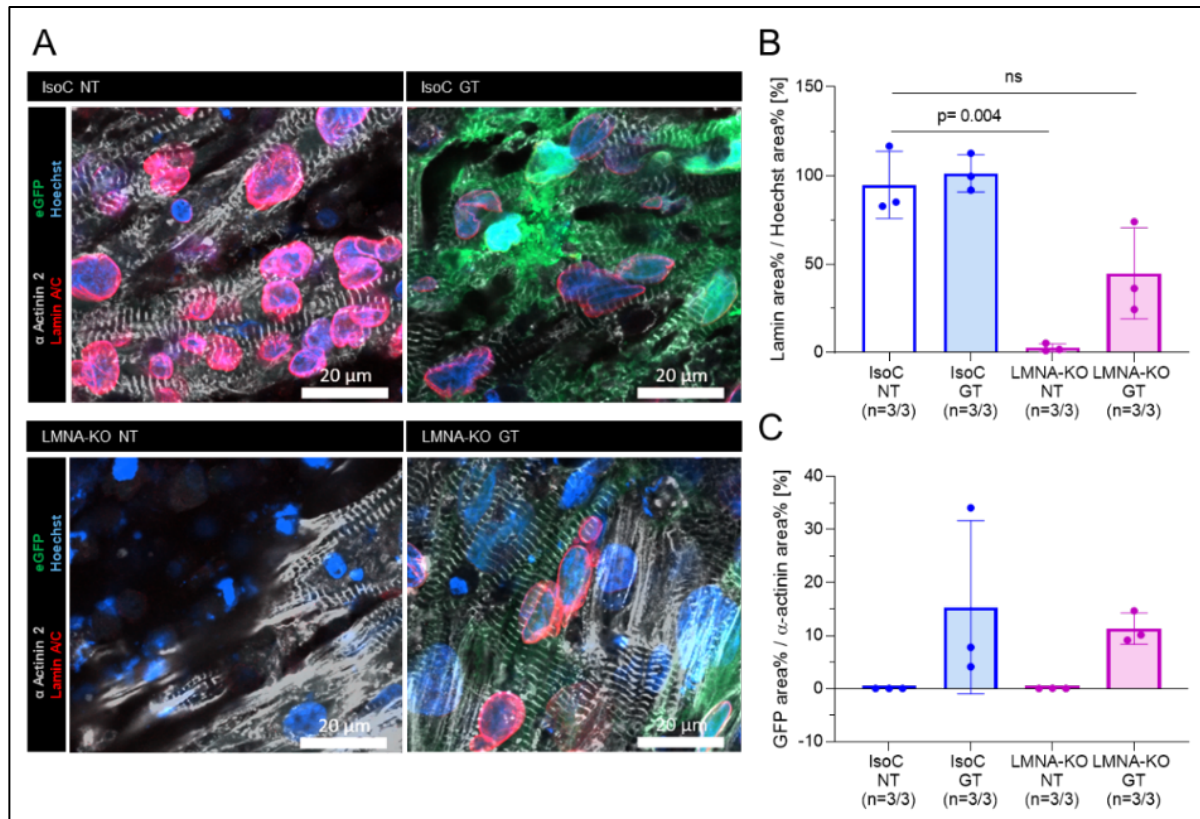 A
IsoC NT
IsoC GT
α Actinin 2 eGFP
Lamin A/C Hoechst
20 µm
20 µm
LMNA-KO NT
LMNA-KO GT
α Actinin 2 eGFP
Lamin A/C Hoechst
20 µm
20 µm
B
Lamin area% / Hoechst area% [%]
150
100
50
0
ns
p= 0.004
IsoC NT (n=3/3)
IsoC GT (n=3/3)
LMNA-KO NT (n=3/3)
LMNA-KO GT (n=3/3)
C
GFP area% / α-actinin area% [%]
40
30
20
10
0
-10
IsoC NT (n=3/3)
IsoC GT (n=3/3)
LMNA-KO NT (n=3/3)
LMNA-KO GT (n=3/3)